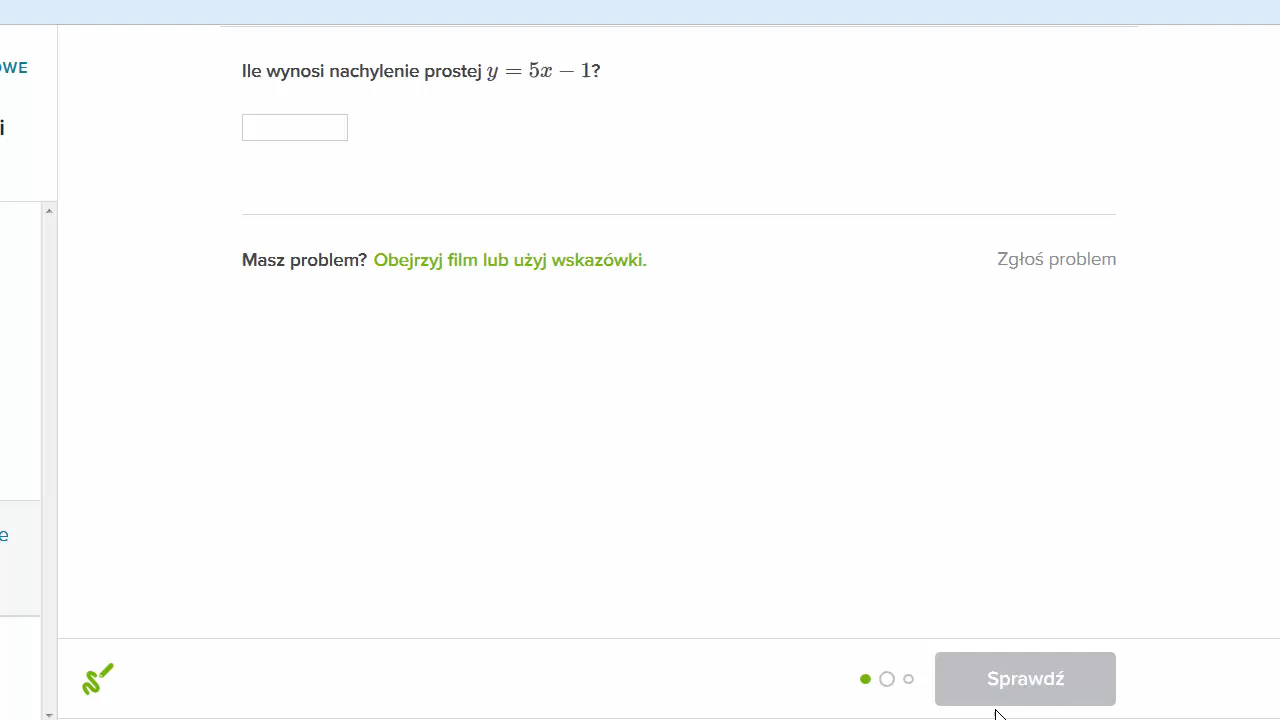 OWE
i
Ile wynosi nachylenie prostej y = 5x − 1?
Masz problem? Obejrzyj film lub użyj wskazówki.
Zgłoś problem
e
Sprawdź